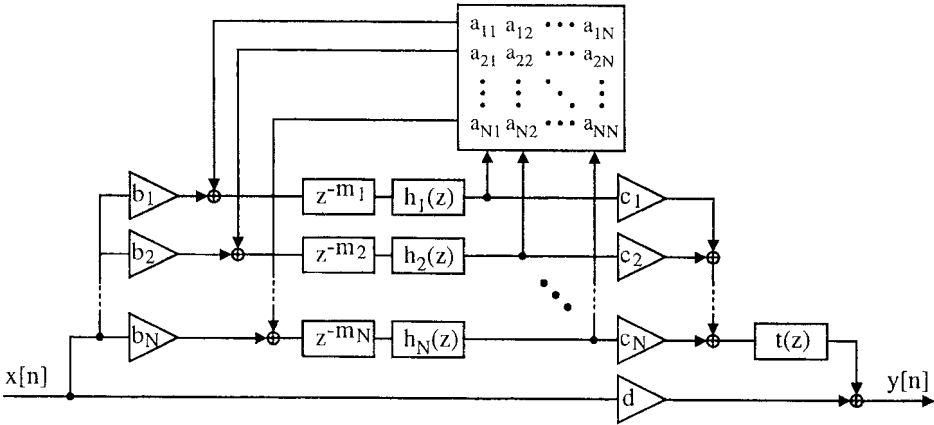 a₁₁ a₁₂ ••• a₁N
a₂₁ a₂₂ ••• a₂N
aN₁ aN₂ ••• aNN
b₁ z⁻ᵐ¹ h₁(z) c₁
b₂ z⁻ᵐ² h₂(z) c₂
bN z⁻ᵐN hN(z) cN t(z)
x[n] d y[n]